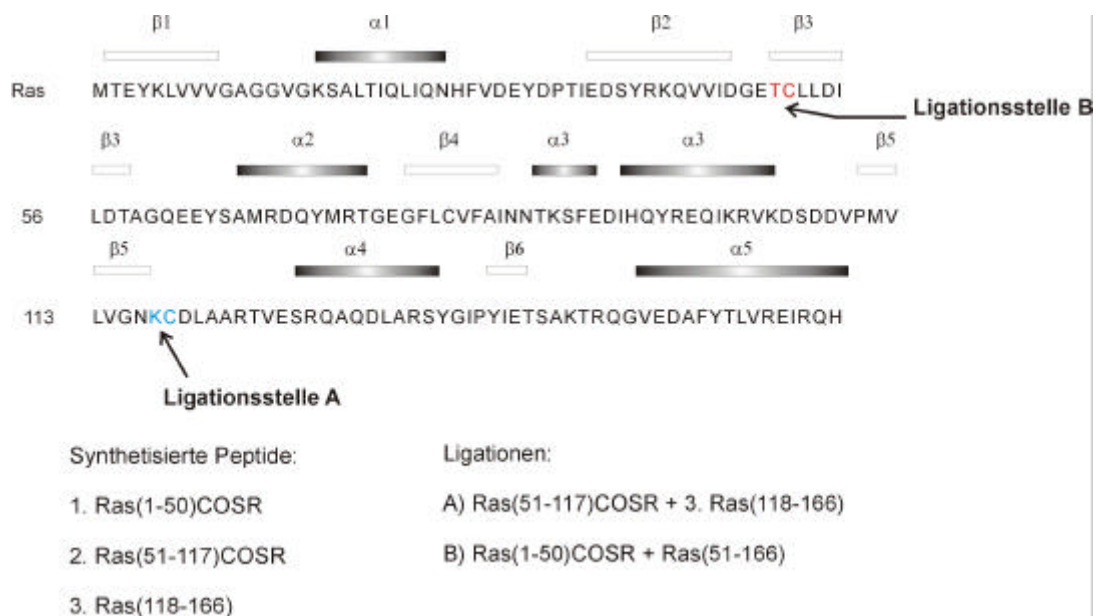 β1 α1 β2 β3
Ras MTEYKLVVVGAGGVGKSALTIQLIQNHFVDEYDPTIEDSYRKQVVIDGETCLLDI
Ligationsstelle B
β3 α2 β4 α3 α3 β5
56 LDTAGQEEYSAMRDQYMRTGEGFLCVFAINNTKSFEDIHQYREQIKRVKDSDDVPMV
β5 α4 β6 α5
113 LVGNKCDLAARTVESRQAQDLARSYGIPYIETSAKTRQGVEDAFYTLVREIRQH
Ligationsstelle A
Synthetisierte Peptide: Ligationen:
1. Ras(1-50)COSR A) Ras(51-117)COSR + 3. Ras(118-166)
2. Ras(51-117)COSR B) Ras(1-50)COSR + Ras(51-166)
3. Ras(118-166)